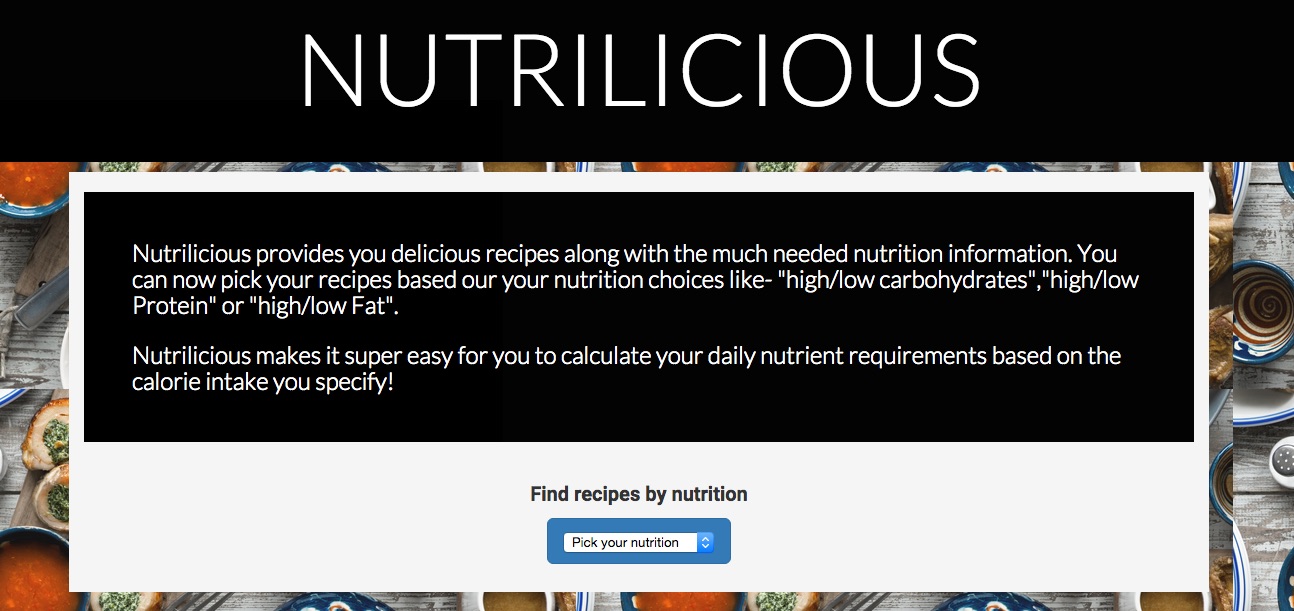 NUTRILICIOUS
Nutrilicious provides you delicious recipes along with the much needed nutrition information. You
can now pick your recipes based our your nutrition choices like- "high/low carbohydrates","high/low
Protein" or "high/low Fat".
Nutrilicious makes it super easy for you to calculate your daily nutrient requirements based on the
calorie intake you specify!
Find recipes by nutrition
Pick your nutrition